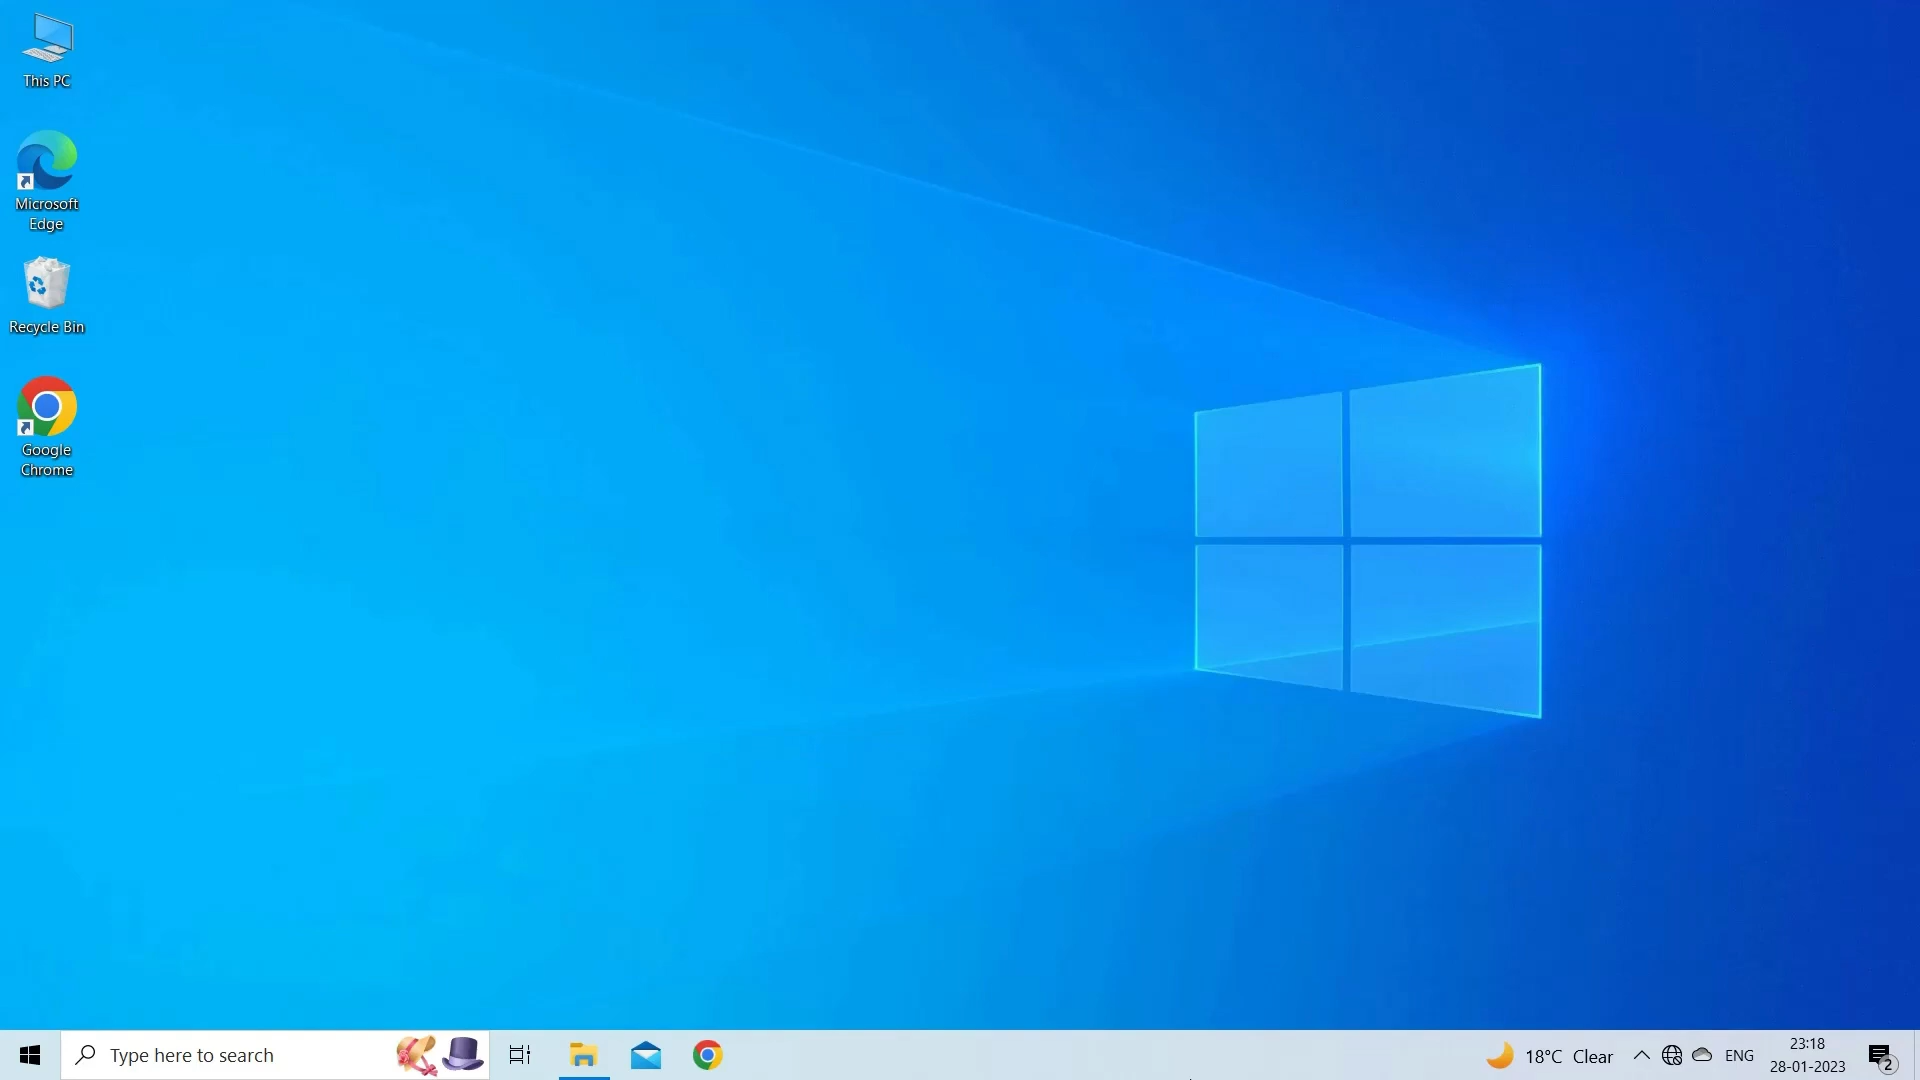 This PC
Microsoft
Edge
Recycle Bin
Google
Chrome
Type here to search
18°C Clear
ENG
23:18
28-01-2023
2